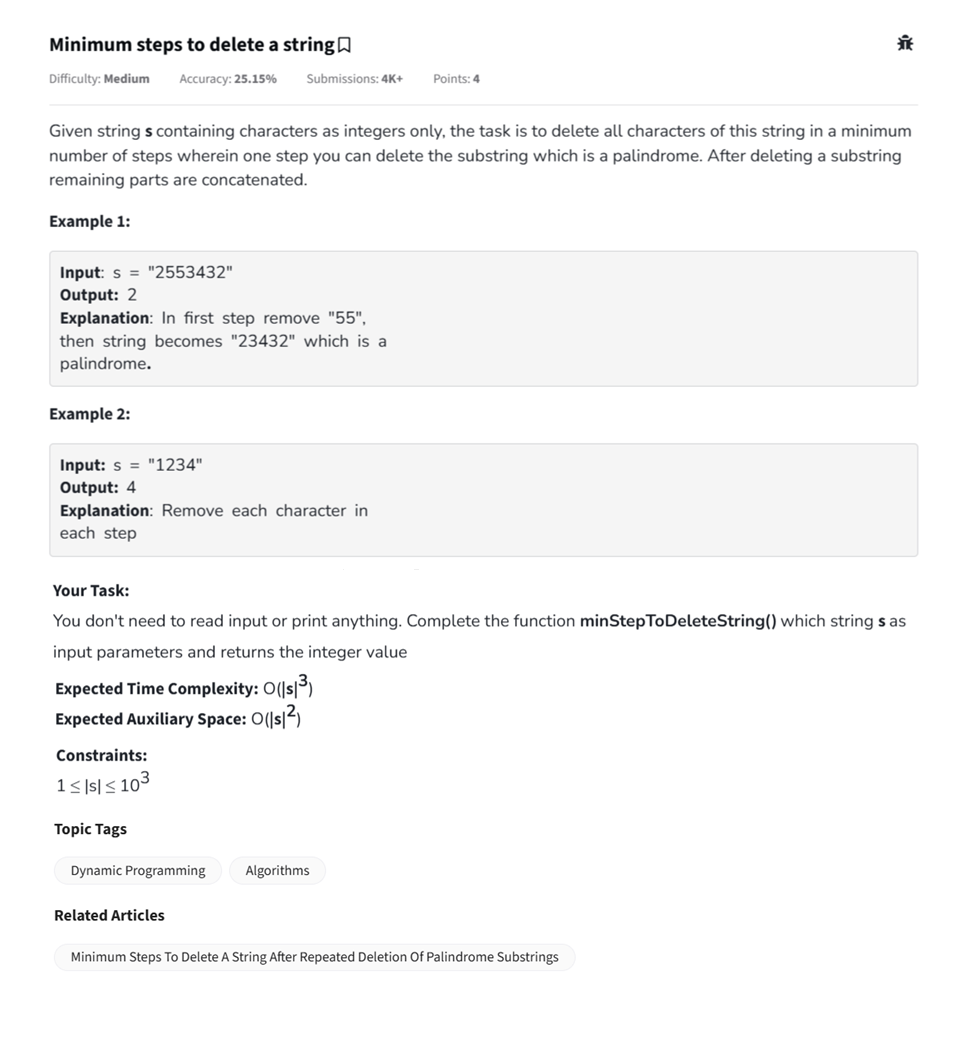 Minimum steps to delete a string
Difficulty: Medium Accuracy: 25.15% Submissions: 4K+ Points: 4
Given string s containing characters as integers only, the task is to delete all characters of this string in a minimum
number of steps wherein one step you can delete the substring which is a palindrome. After deleting a substring
remaining parts are concatenated.
Example 1:
Input: s = "2553432"
Output: 2
Explanation: In first step remove "55",
then string becomes "23432" which is a
palindrome.
Example 2:
Input: s = "1234"
Output: 4
Explanation: Remove each character in
each step
Your Task:
You don't need to read input or print anything. Complete the function minStepToDeleteString() which string s as
input parameters and returns the integer value
Expected Time Complexity: O(|s|³)
Expected Auxiliary Space: O(|s|²)
Constraints:
1 ≤ |s| ≤ 10³
Topic Tags
Dynamic Programming Algorithms
Related Articles
Minimum Steps To Delete A String After Repeated Deletion Of Palindrome Substrings